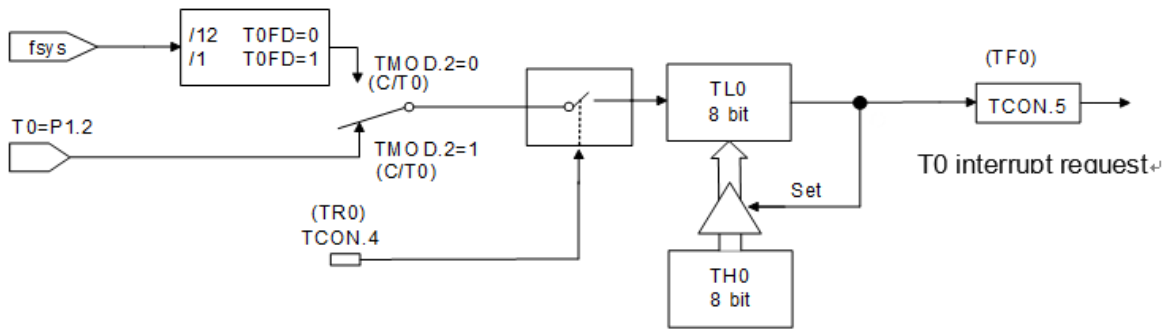 fsys
/12 T0FD=0
/1 T0FD=1
TMOD.2=0
(C/T0)
T0=P1.2
TMOD.2=1
(C/T0)
(TR0)
TCON.4
TL0
8 bit
(TF0)
TCON.5
T0 interrupt request
Set
TH0
8 bit